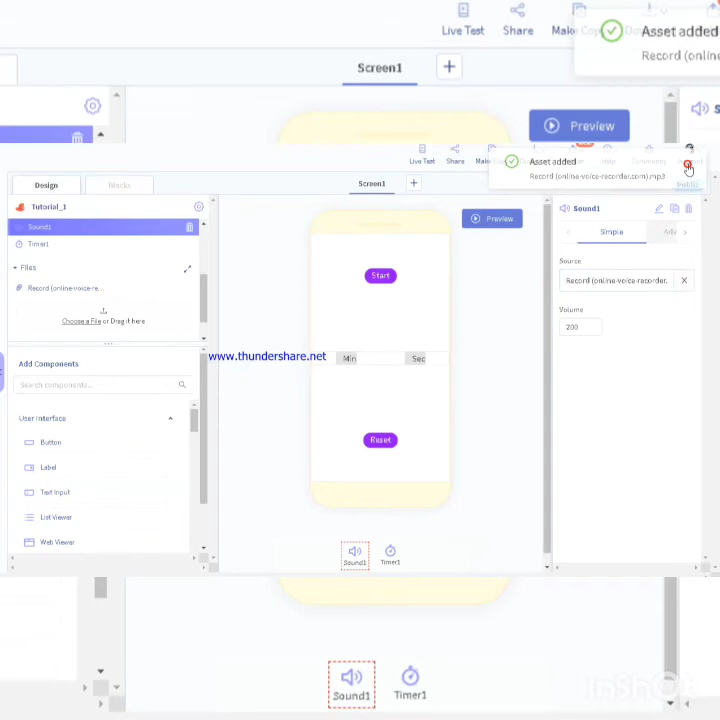 Live Test
Share
Make Copy
Asset added
Record (online
Screen1
+
Preview
Live Test
Share
Asset added
Record (online-voice-recorder.com).mp3
Design
Blocks
Screen1
+
Tutorial_1
Preview
Sound1
Sound1
Timer1
Simple
Files
Source
Record (online-voice-re...
Record (online-voice-recorder.
Choose a File or Drag it here
Volume
200
Start
www.thundershare.net
Min
Sec
Add Components
Search components...
User Interface
Button
Reset
Label
Text Input
List Viewer
Web Viewer
Sound1
Timer1
Sound1
Timer1
InShOt